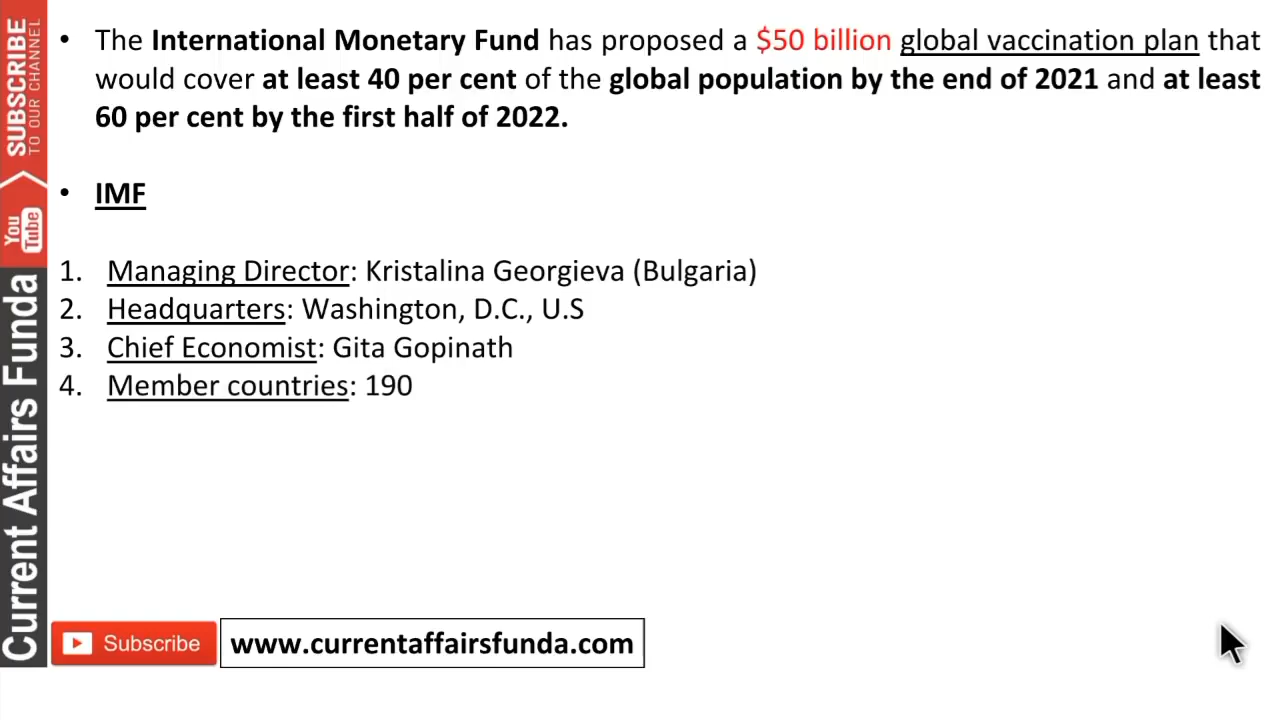 • The International Monetary Fund has proposed a $50 billion global vaccination plan that
would cover at least 40 per cent of the global population by the end of 2021 and at least
60 per cent by the first half of 2022.
• IMF
1. Managing Director: Kristalina Georgieva (Bulgaria)
2. Headquarters: Washington, D.C., U.S
3. Chief Economist: Gita Gopinath
4. Member countries: 190
SUBSCRIBE
TO OUR CHANNEL
You
Tube
Current Affairs Funda
Subscribe
www.currentaffairsfunda.com